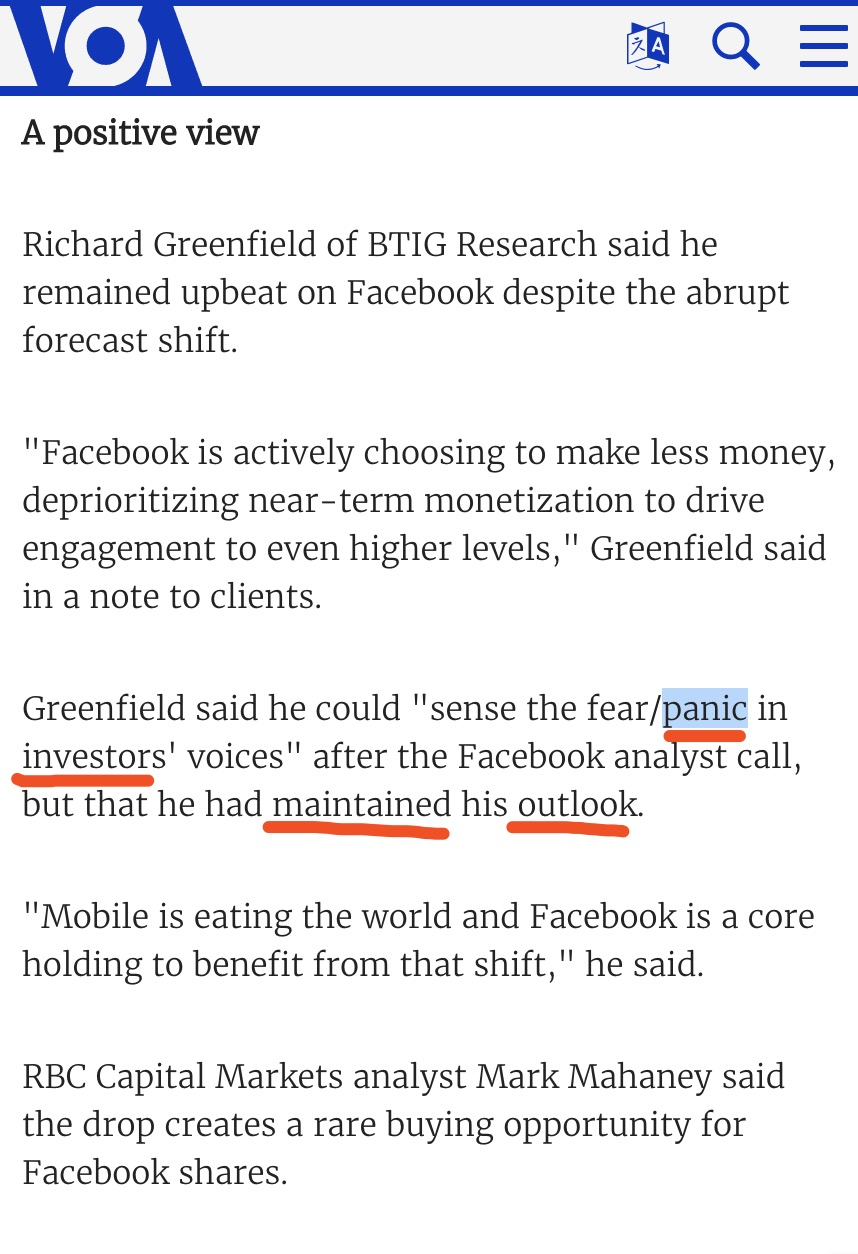 VOA
A positive view
Richard Greenfield of BTIG Research said he
remained upbeat on Facebook despite the abrupt
forecast shift.
"Facebook is actively choosing to make less money,
deprioritizing near-term monetization to drive
engagement to even higher levels," Greenfield said
in a note to clients.
Greenfield said he could "sense the fear/panic in
investors' voices" after the Facebook analyst call,
but that he had maintained his outlook.
"Mobile is eating the world and Facebook is a core
holding to benefit from that shift," he said.
RBC Capital Markets analyst Mark Mahaney said
the drop creates a rare buying opportunity for
Facebook shares.